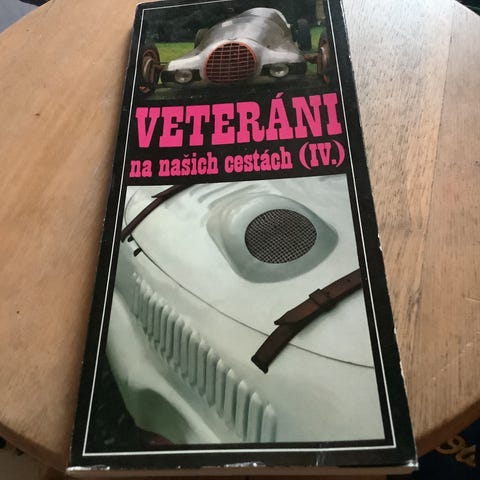 VETERÁNI
na našich cestách (IV.)